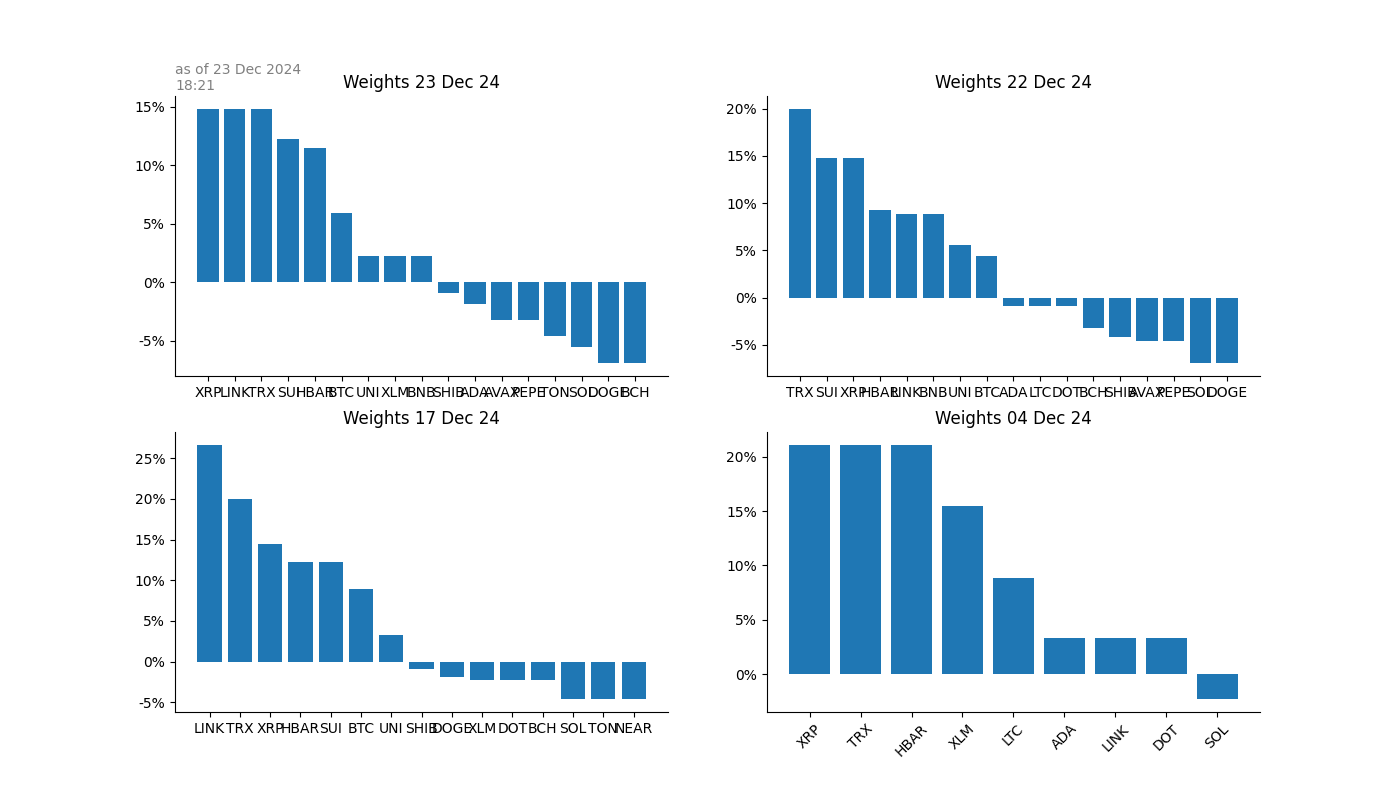 as of 23 Dec 2024
18:21
Weights 23 Dec 24
15%
10%
5%
0%
-5%
XRP LINK TRX SUI HBAR BTC UNI XLM BNB SHIB ADA AVAX PEPE TON SOL DOGE BCH
Weights 22 Dec 24
20%
15%
10%
5%
0%
-5%
TRX SUI XRP HBAR LINK BNB UNI BTC ADA LTC DOT BCH SHIB AVAX PEPE SOL DOGE
Weights 17 Dec 24
25%
20%
15%
10%
5%
0%
-5%
LINK TRX XRP HBAR SUI BTC UNI SHIB DOGE XLM DOT BCH SOL TON NEAR
Weights 04 Dec 24
20%
15%
10%
5%
0%
XRP TRX HBAR XLM LTC ADA LINK DOT SOL